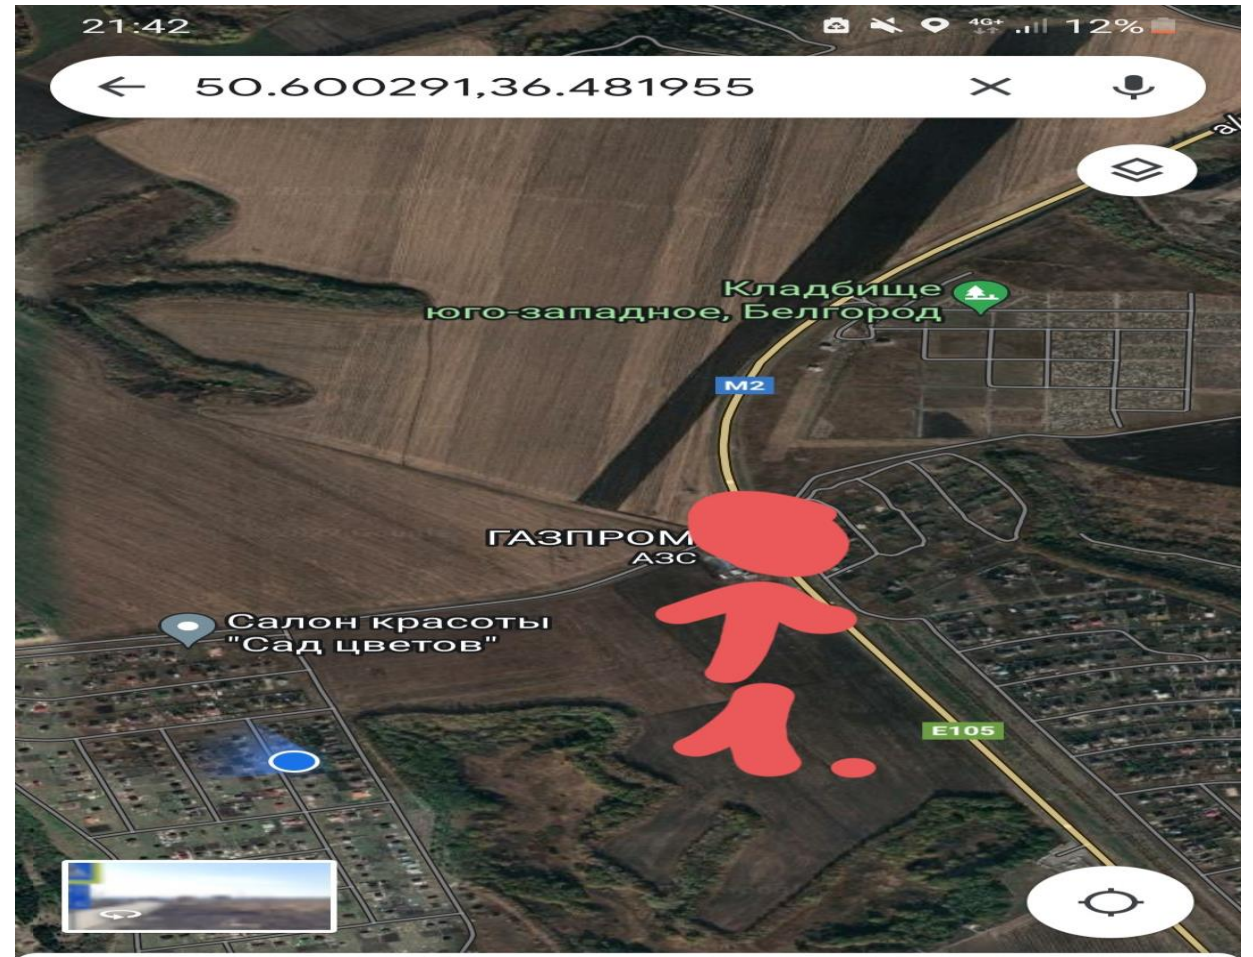 21:42
4G+ 12%
50.600291,36.481955
Кладбище
юго-западное, Белгород
M2
ГАЗПРОМ
АЗС
Салон красоты
"Сад цветов"
E105